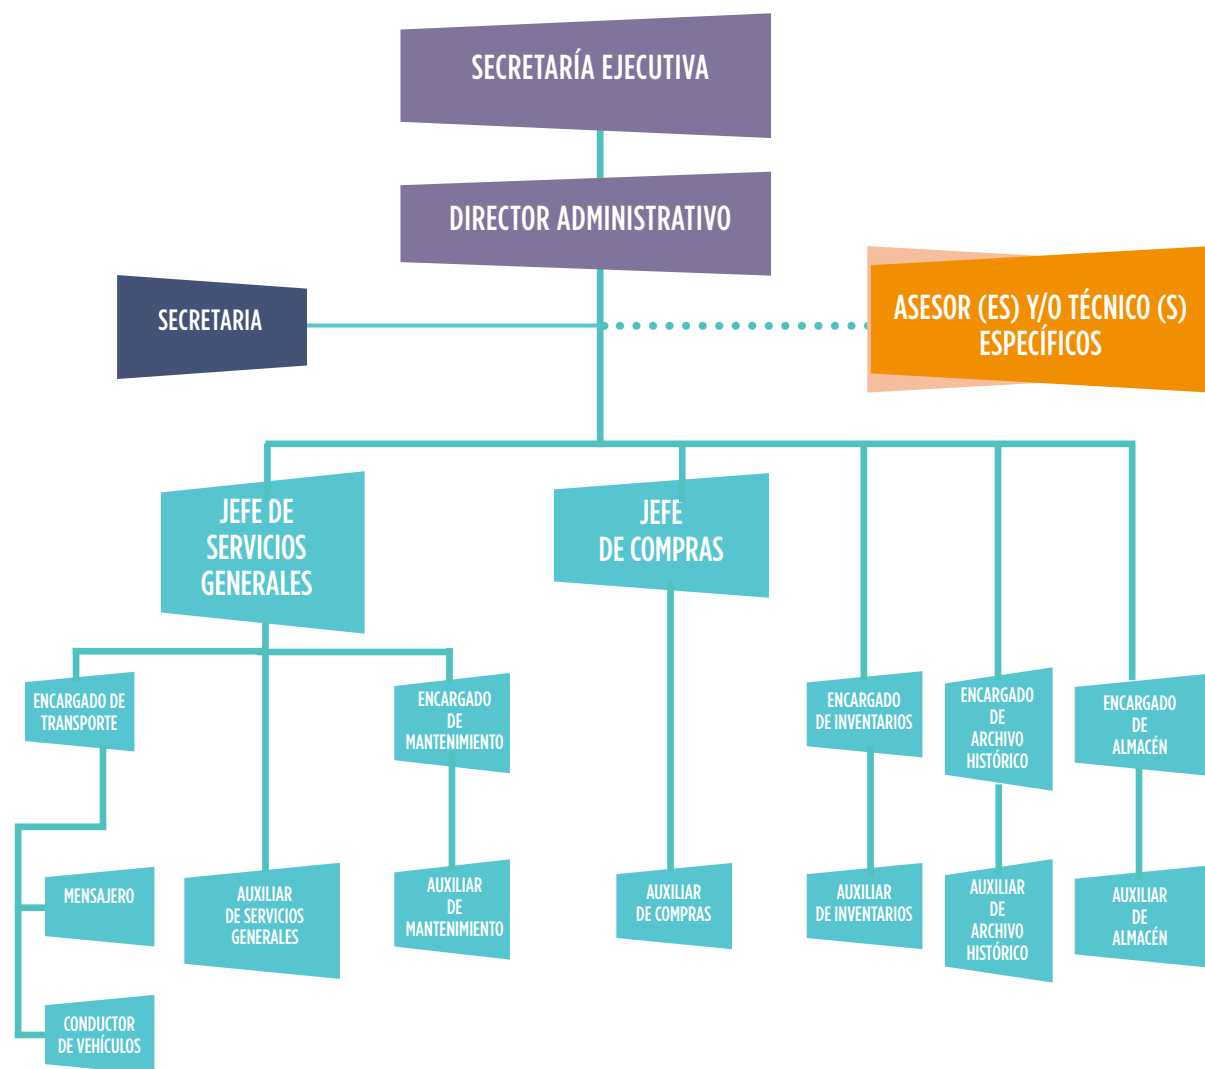 SECRETARÍA EJECUTIVA
DIRECTOR ADMINISTRATIVO
SECRETARIA
ASESOR (ES) Y/O TÉCNICO (S)
ESPECÍFICOS
JEFE DE
SERVICIOS
GENERALES
JEFE
DE COMPRAS
ENCARGADO DE
TRANSPORTE
ENCARGADO
DE
MANTENIMIENTO
ENCARGADO
DE INVENTARIOS
ENCARGADO
DE
ARCHIVO
HISTÓRICO
ENCARGADO
DE
ALMACÉN
MENSAJERO
AUXILIAR
DE SERVICIOS
GENERALES
AUXILIAR
DE
MANTENIMIENTO
AUXILIAR
DE COMPRAS
AUXILIAR
DE INVENTARIOS
AUXILIAR
DE
ARCHIVO
HISTÓRICO
AUXILIAR
DE
ALMACÉN
CONDUCTOR
DE VEHÍCULOS